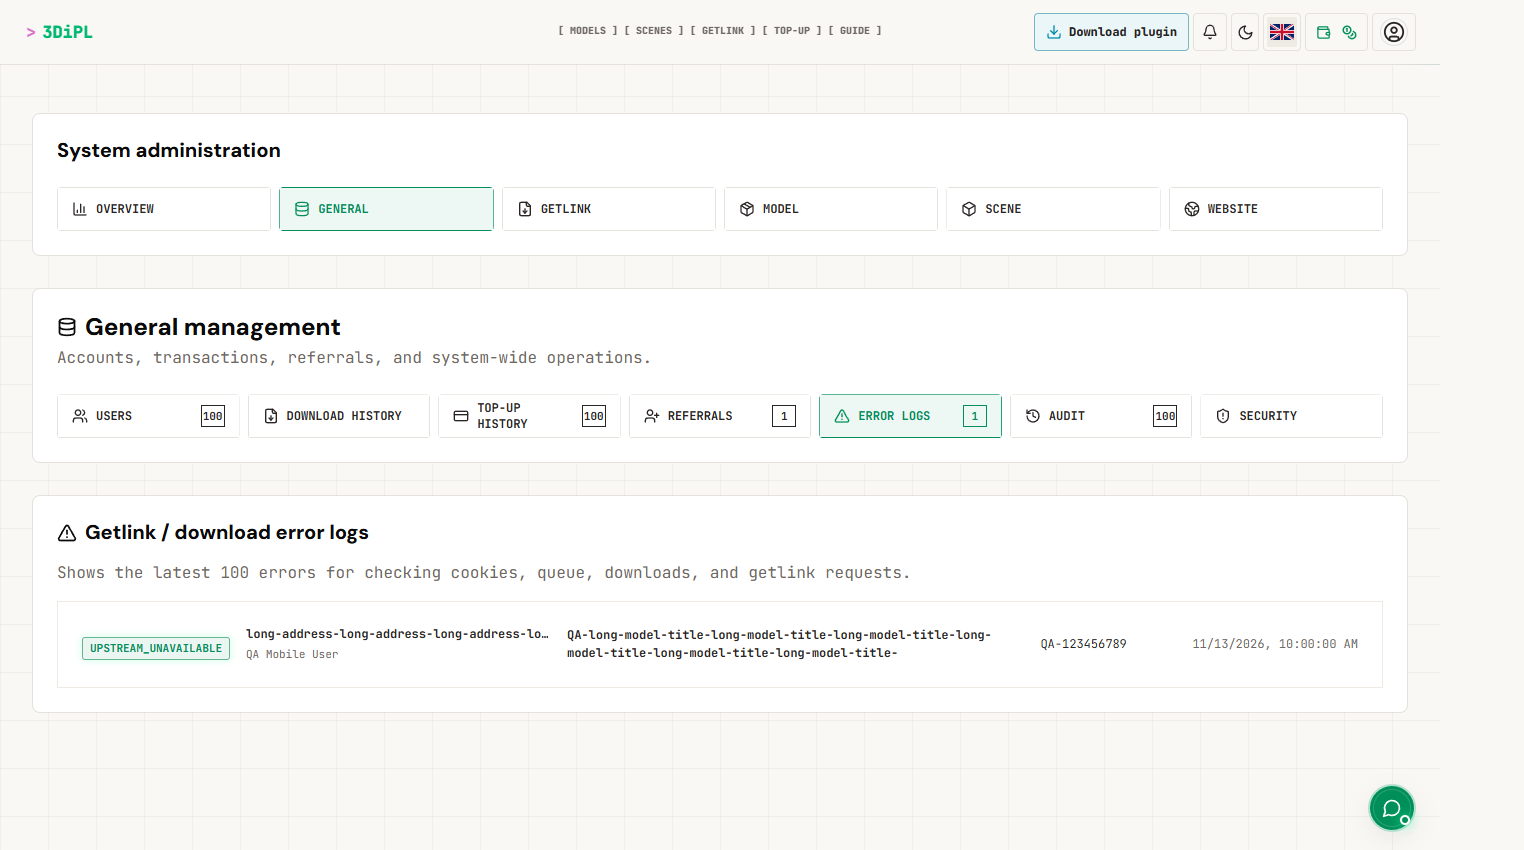 > 3DiPL
[ MODELS ] [ SCENES ] [ GETLINK ] [ TOP-UP ] [ GUIDE ]
Download plugin
System administration
OVERVIEW
GENERAL
GETLINK
MODEL
SCENE
WEBSITE
General management
Accounts, transactions, referrals, and system-wide operations.
USERS 100
DOWNLOAD HISTORY
TOP-UP
HISTORY 100
REFERRALS 1
ERROR LOGS 1
AUDIT 100
SECURITY
Getlink / download error logs
Shows the latest 100 errors for checking cookies, queue, downloads, and getlink requests.
UPSTREAM_UNAVAILABLE
long-address-long-address-long-address-lo…
QA Mobile User
QA-long-model-title-long-model-title-long-model-title-long-
model-title-long-model-title-long-model-title-
QA-123456789
11/13/2026, 10:00:00 AM